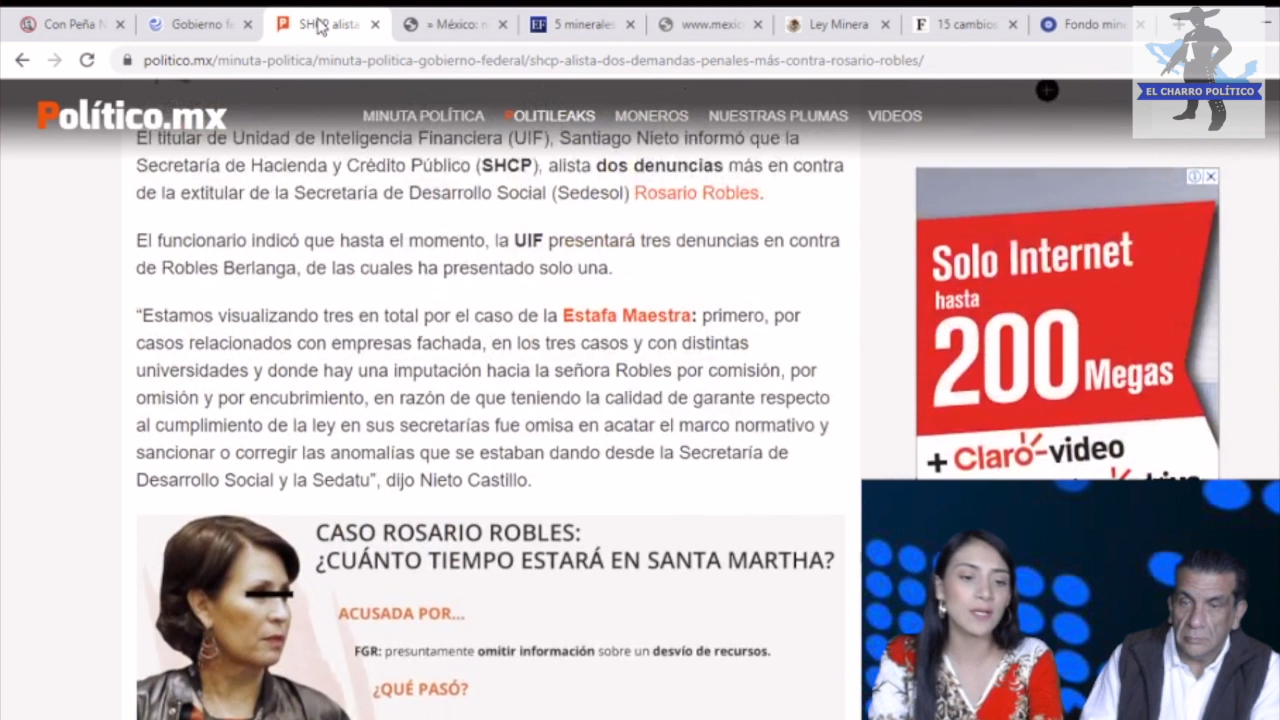 Con Peña N
Gobierno fe
SHCP alista
» México: n
5 minerales
www.mexic
Ley Minera
15 cambios
Fondo mine
politico.mx/minuta-politica/minuta-politica-gobierno-federal/shcp-alista-dos-demandas-penales-más-contra-rosario-robles/
EL CHARRO POLÍTICO
Político.mx
MINUTA POLÍTICA POLITILEAKS MONEROS NUESTRAS PLUMAS VIDEOS
El titular de Unidad de Inteligencia Financiera (UIF), Santiago Nieto informó que la
Secretaría de Hacienda y Crédito Público (SHCP), alista dos denuncias más en contra
de la extitular de la Secretaría de Desarrollo Social (Sedesol) Rosario Robles.
El funcionario indicó que hasta el momento, la UIF presentará tres denuncias en contra
de Robles Berlanga, de las cuales ha presentado solo una.
“Estamos visualizando tres en total por el caso de la Estafa Maestra: primero, por
casos relacionados con empresas fachada, en los tres casos y con distintas
universidades y donde hay una imputación hacia la señora Robles por comisión, por
omisión y por encubrimiento, en razón de que teniendo la calidad de garante respecto
al cumplimiento de la ley en sus secretarías fue omisa en acatar el marco normativo y
sancionar o corregir las anomalías que se estaban dando desde la Secretaría de
Desarrollo Social y la Sedatu”, dijo Nieto Castillo.
CASO ROSARIO ROBLES:
¿CUÁNTO TIEMPO ESTARÁ EN SANTA MARTHA?
ACUSADA POR...
FGR: presuntamente omitir información sobre un desvío de recursos.
¿QUÉ PASÓ?
Solo Internet
hasta
200 Megas
+ Claro-video